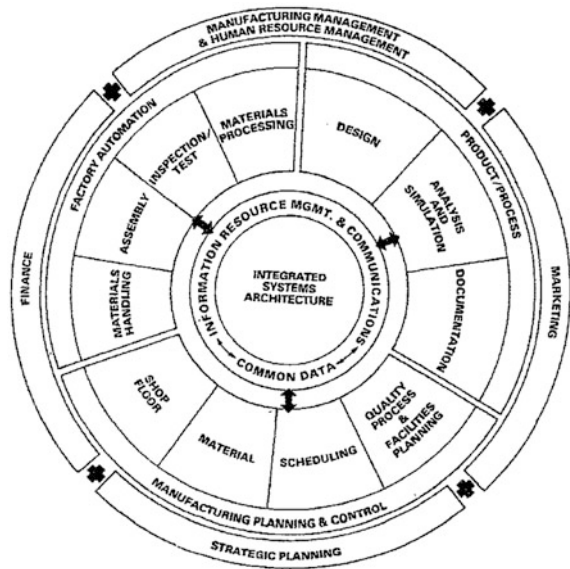 MANUFACTURING MANAGEMENT
& HUMAN RESOURCE MANAGEMENT
FACTORY AUTOMATION
MATERIALS
PROCESSING
INSPECTION/
TEST
ASSEMBLY
MATERIALS
HANDLING
PRODUCT/PROCESS
DESIGN
ANALYSIS
AND
SIMULATION
DOCUMENTATION
FINANCE
MARKETING
INFORMATION RESOURCE MGMT. & COMMUNICATIONS
INTEGRATED
SYSTEMS
ARCHITECTURE
COMMON DATA
SHOP
FLOOR
MATERIAL
SCHEDULING
QUALITY
PROCESS
&
FACILITIES
PLANNING
MANUFACTURING PLANNING & CONTROL
STRATEGIC PLANNING